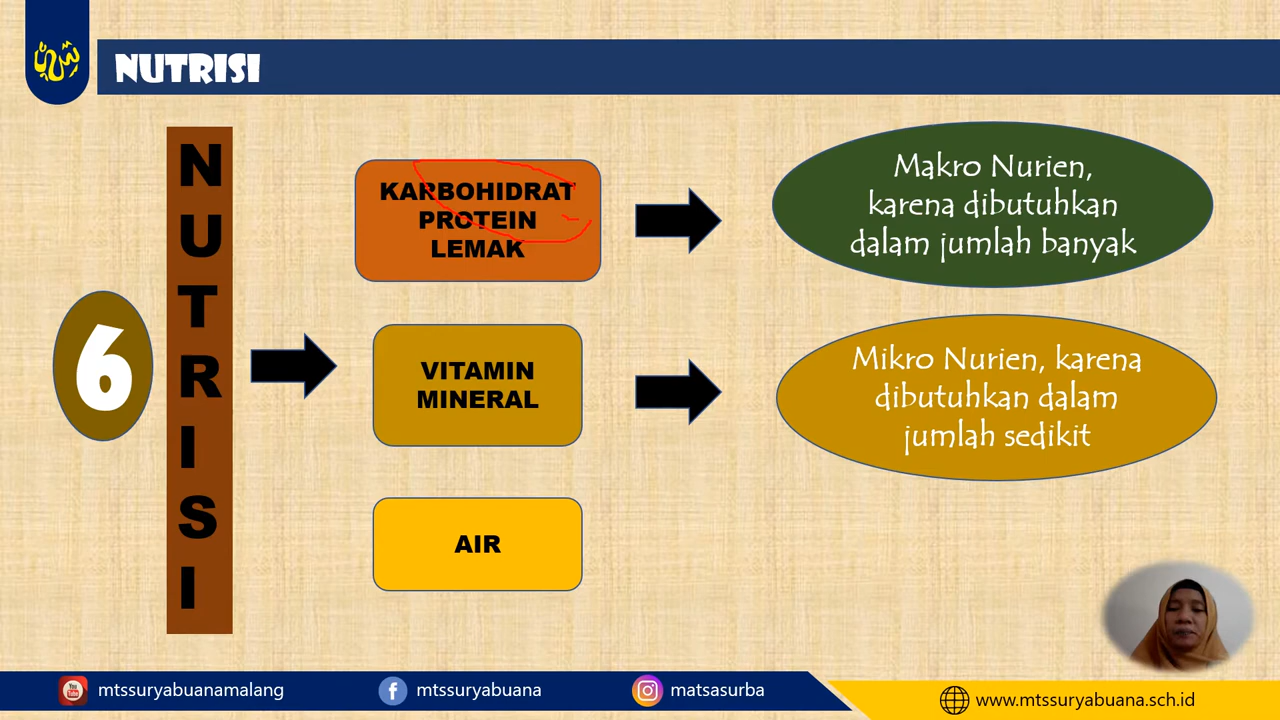 NUTRISI
6
NUTRISI
KARBOHIDRAT
PROTEIN
LEMAK
Makro Nurien,
karena dibutuhkan
dalam jumlah banyak
VITAMIN
MINERAL
Mikro Nurien, karena
dibutuhkan dalam
jumlah sedikit
AIR
mtssuryabuanamalang
mtssuryabuana
matsasurba
www.mtssuryabuana.sch.id